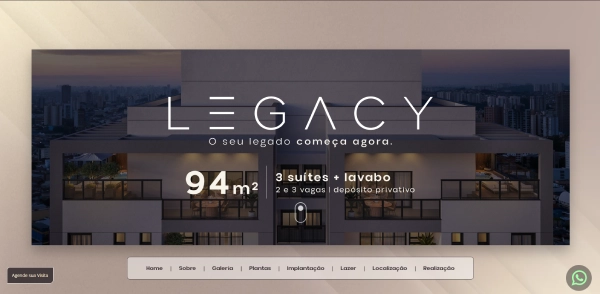 LEGACY
O seu legado começa agora.
94m²
3 suítes + lavabo
2 e 3 vagas | depósito privativo
Home | Sobre | Galeria | Plantas | Implantação | Lazer | Localização | Realização
Agende sua Visita